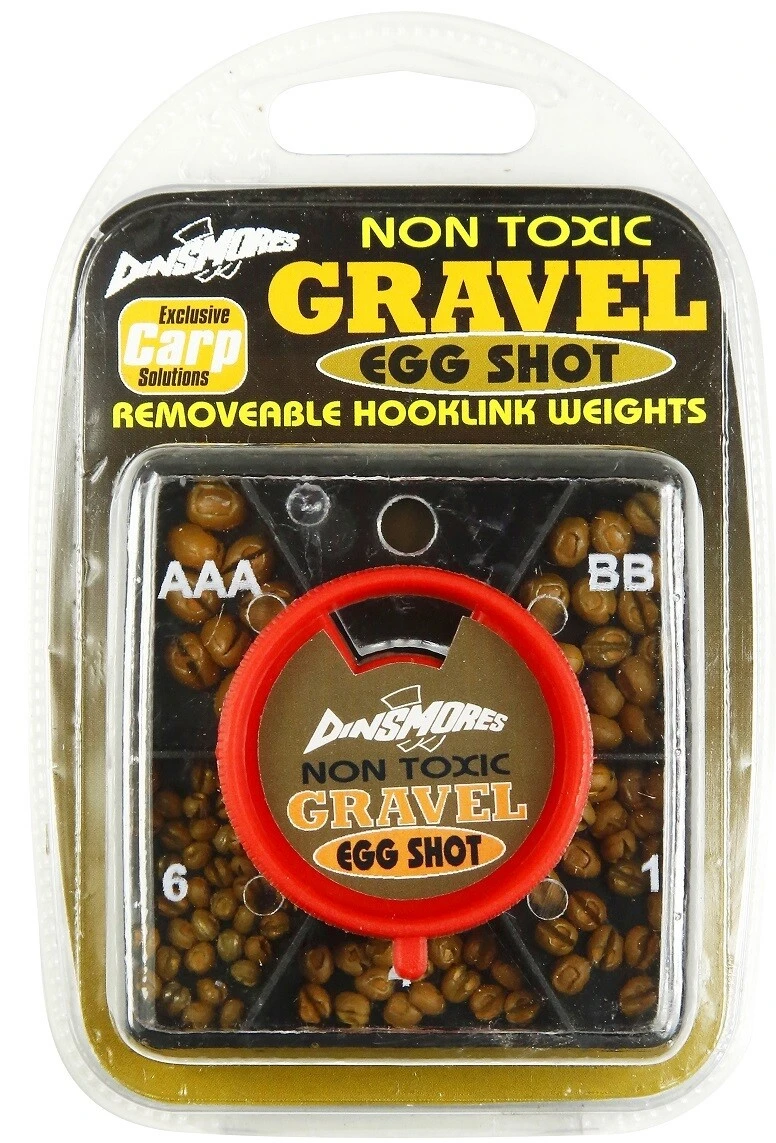 DINSMORES
NON TOXIC
GRAVEL
Exclusive
Carp
Solutions
EGG SHOT
REMOVEABLE HOOKLINK WEIGHTS
AAA
BB
DINSMORES
NON TOXIC
GRAVEL
EGG SHOT
6
1